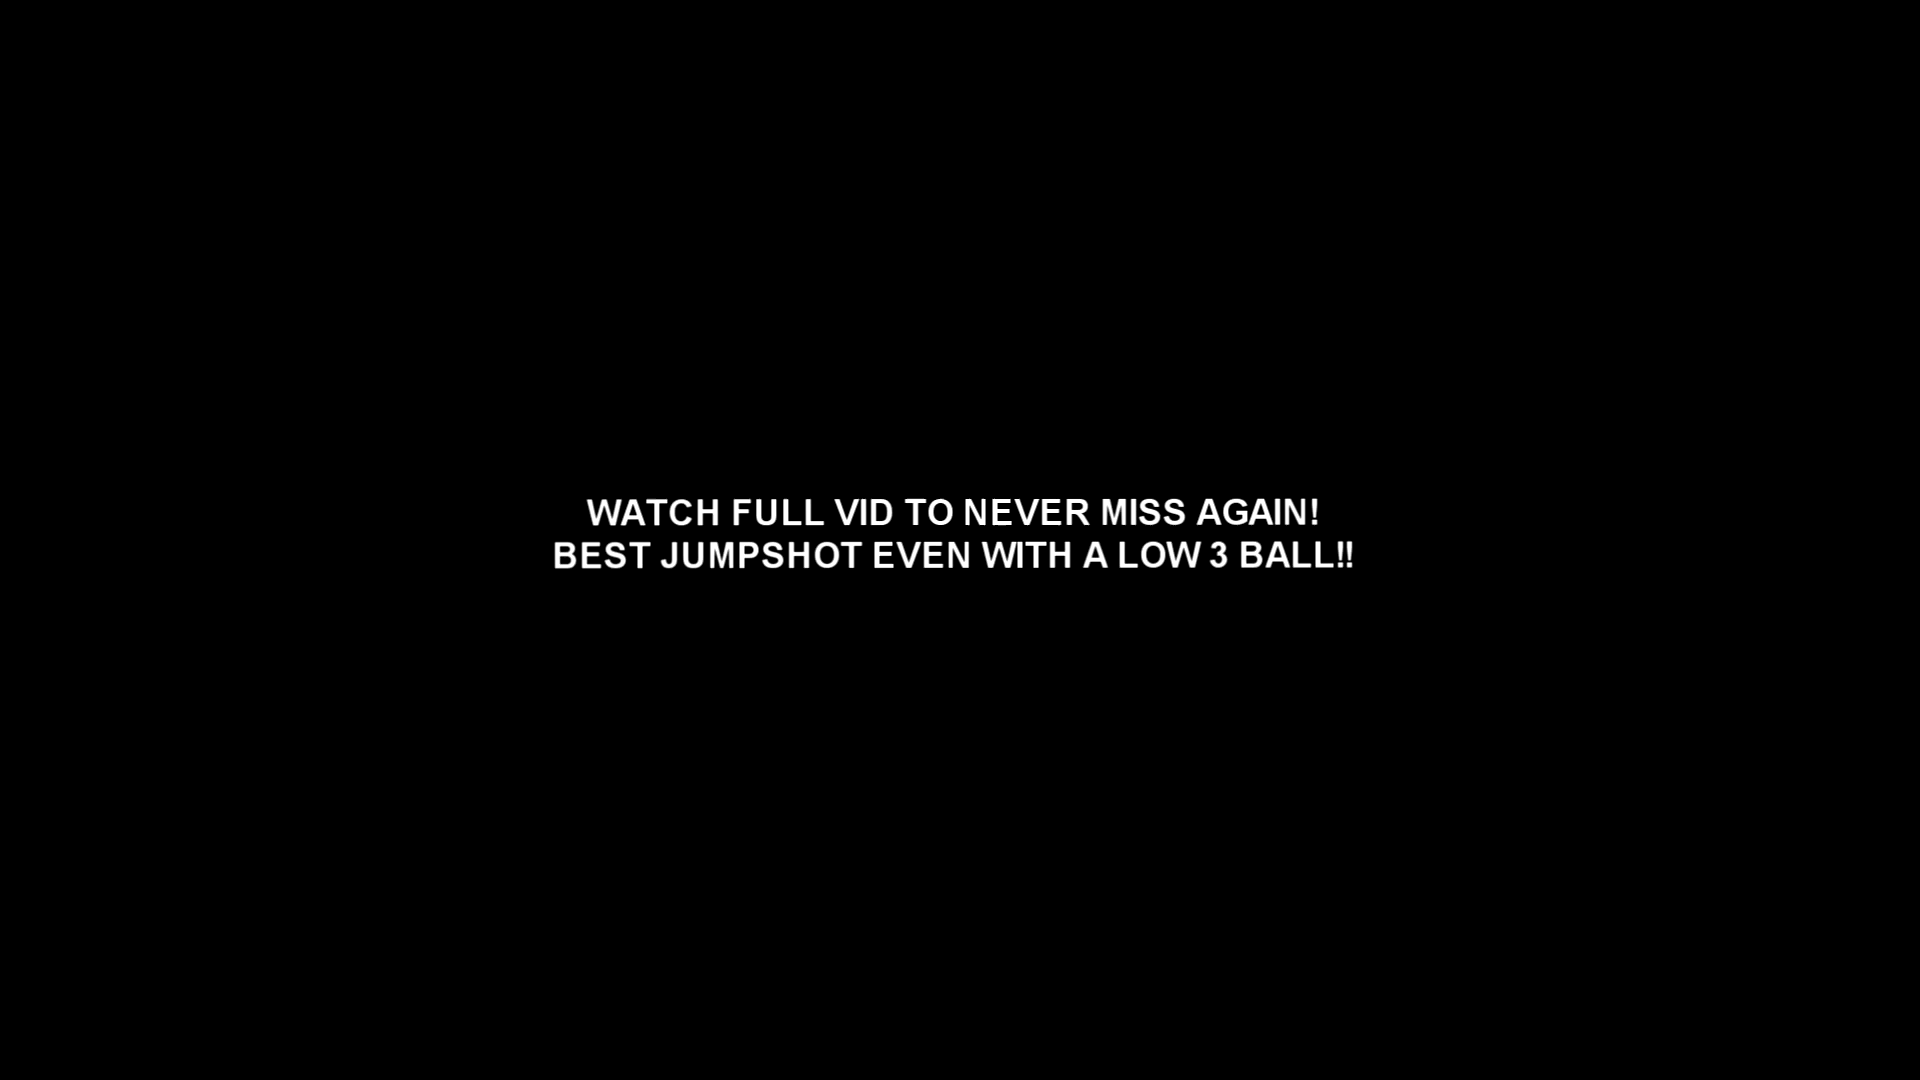 WATCH FULL VID TO NEVER MISS AGAIN!
BEST JUMPSHOT EVEN WITH A LOW 3 BALL!!